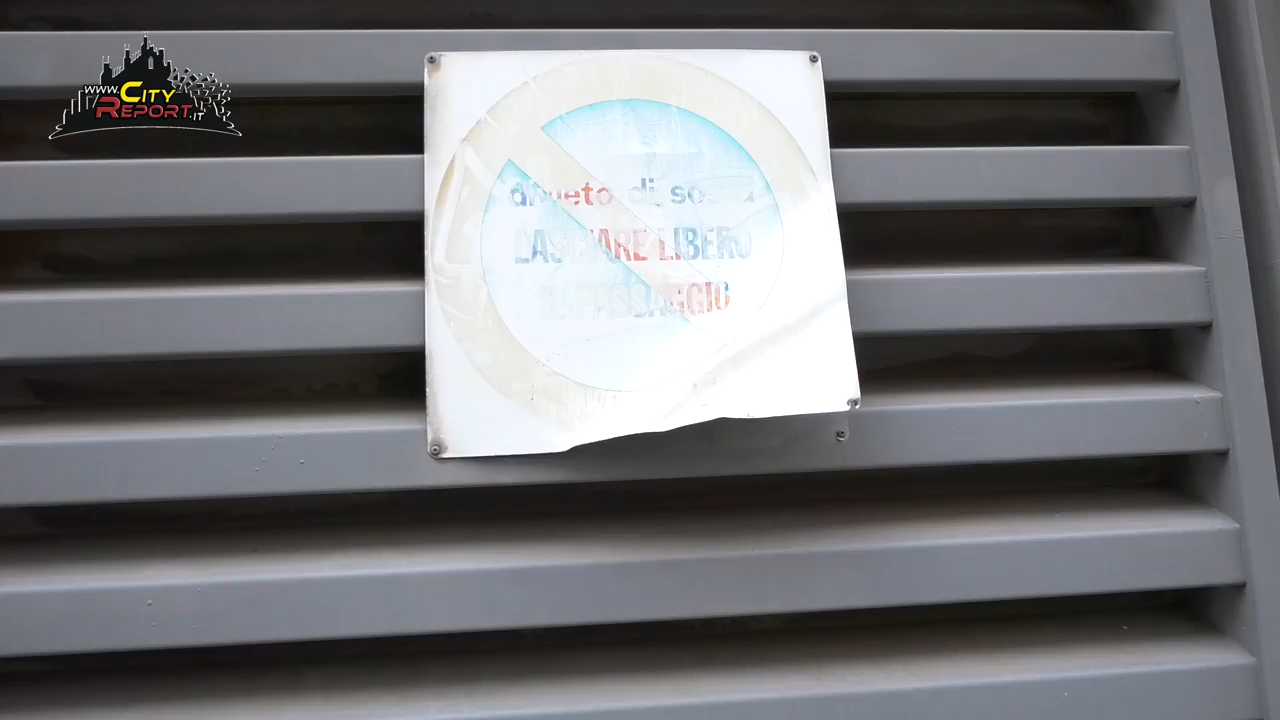 www.CITY
REPORT.IT
divieto di sosta
LASCIARE LIBERO
IL PASSAGGIO